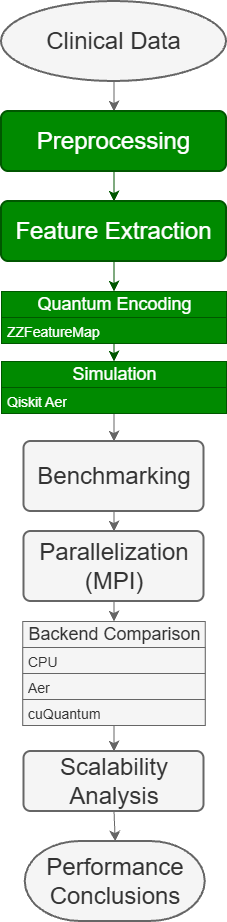 Clinical Data
Preprocessing
Feature Extraction
Quantum Encoding
ZZFeatureMap
Simulation
Qiskit Aer
Benchmarking
Parallelization
(MPI)
Backend Comparison
CPU
Aer
cuQuantum
Scalability
Analysis
Performance
Conclusions